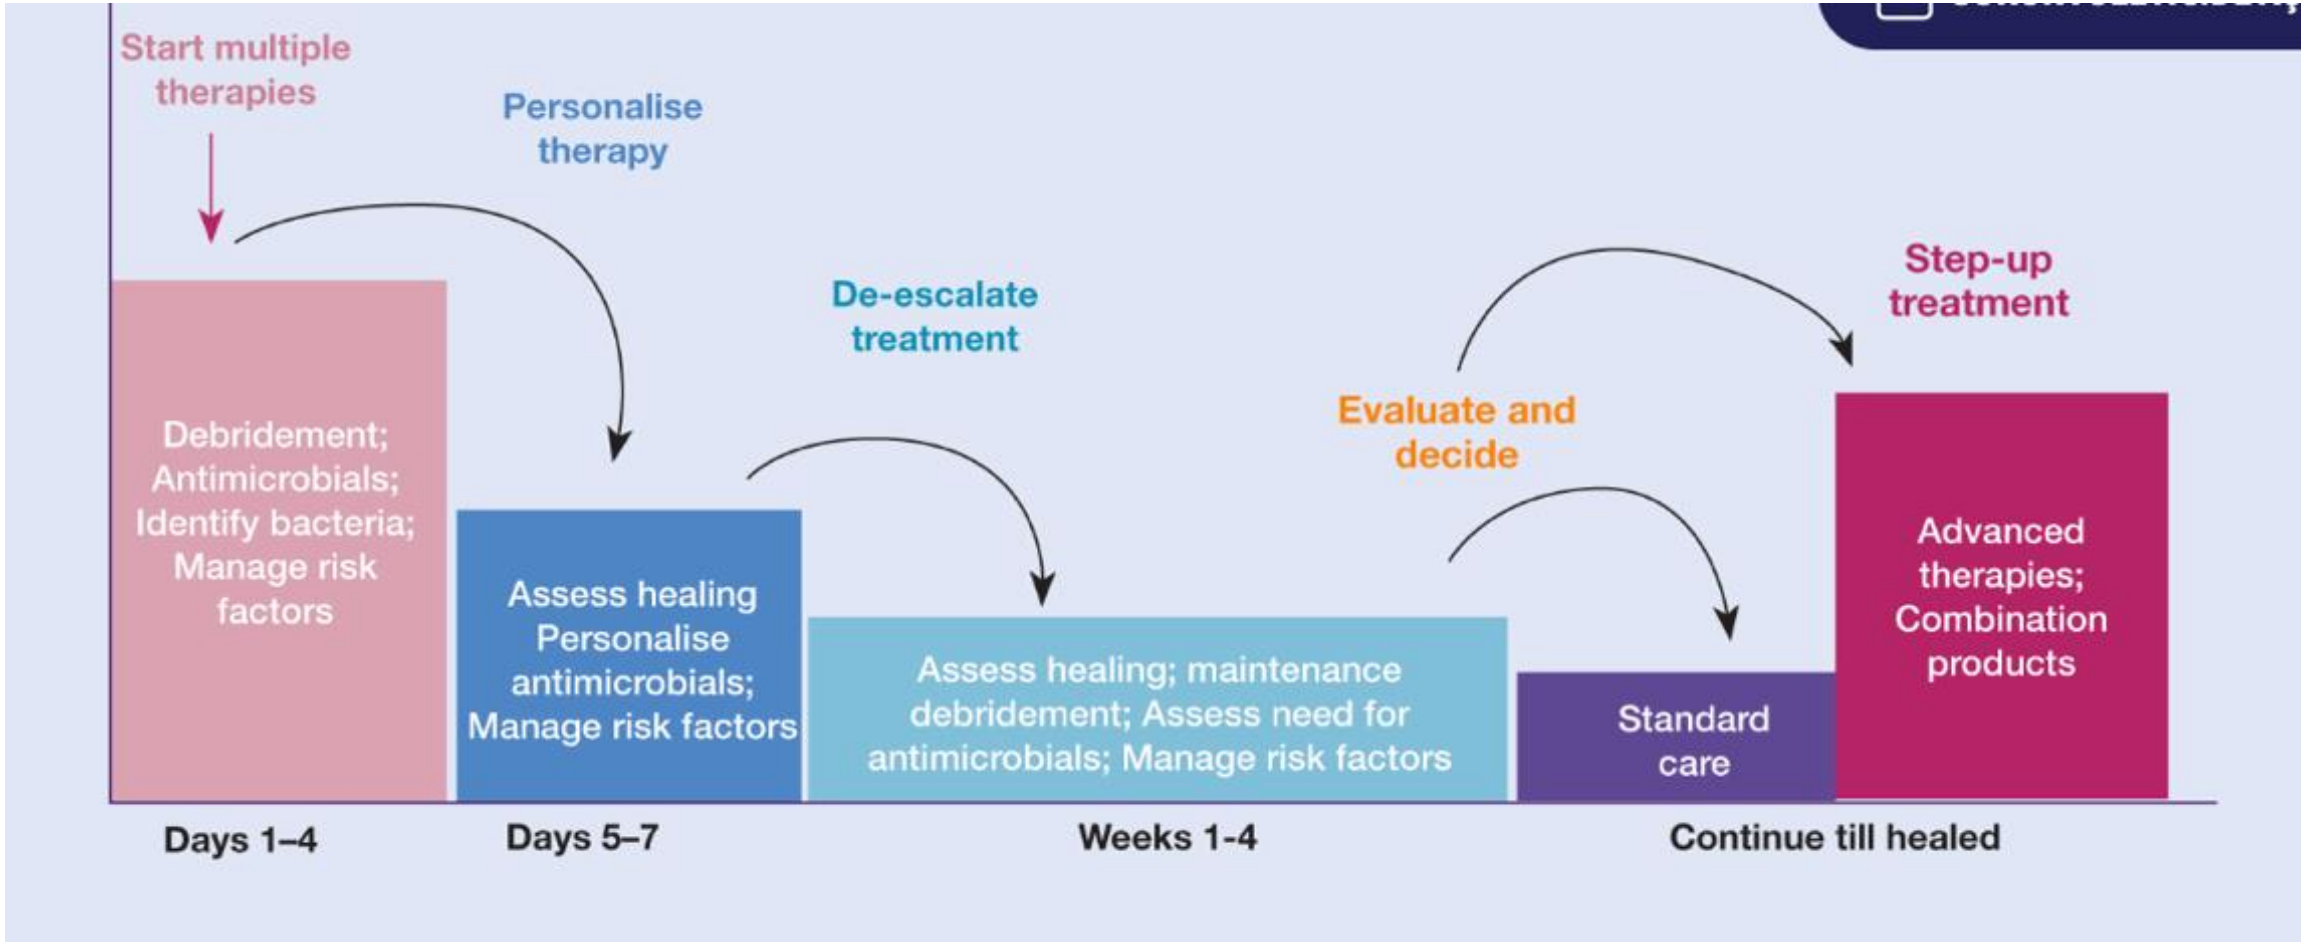 Start multiple
therapies
Personalise
therapy
De-escalate
treatment
Evaluate and
decide
Step-up
treatment
Debridement;
Antimicrobials;
Identify bacteria;
Manage risk
factors
Assess healing
Personalise
antimicrobials;
Manage risk factors
Assess healing; maintenance
debridement; Assess need for
antimicrobials; Manage risk factors
Standard
care
Advanced
therapies;
Combination
products
Days 1–4
Days 5–7
Weeks 1-4
Continue till healed